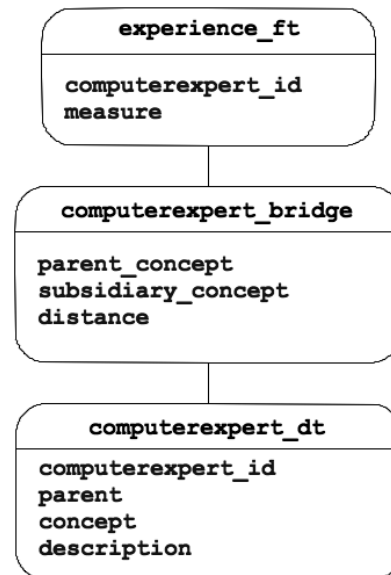 experience_ft
computerexpert_id
measure
computerexpert_bridge
parent_concept
subsidiary_concept
distance
computerexpert_dt
computerexpert_id
parent
concept
description